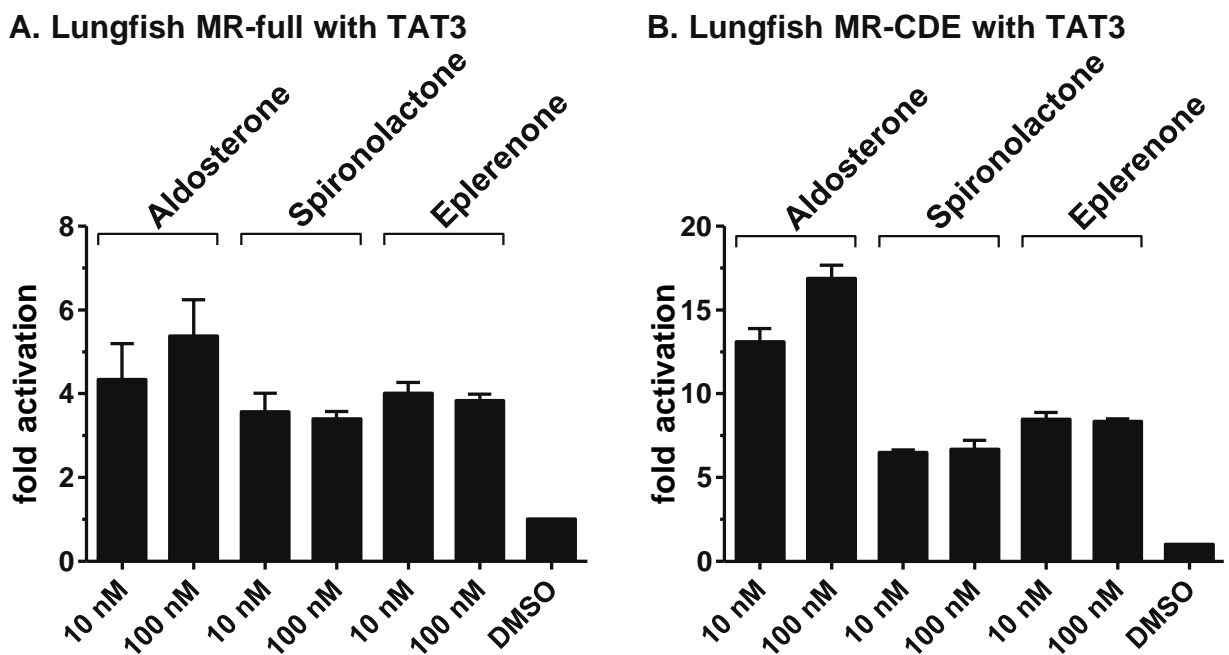 A. Lungfish MR-full with TAT3
Aldosterone
Spironolactone
Eplerenone
8
6
4
2
0
fold activation
10 nM
100 nM
10 nM
100 nM
10 nM
100 nM
DMSO
B. Lungfish MR-CDE with TAT3
Aldosterone
Spironolactone
Eplerenone
20
15
10
5
0
fold activation
10 nM
100 nM
10 nM
100 nM
10 nM
100 nM
DMSO